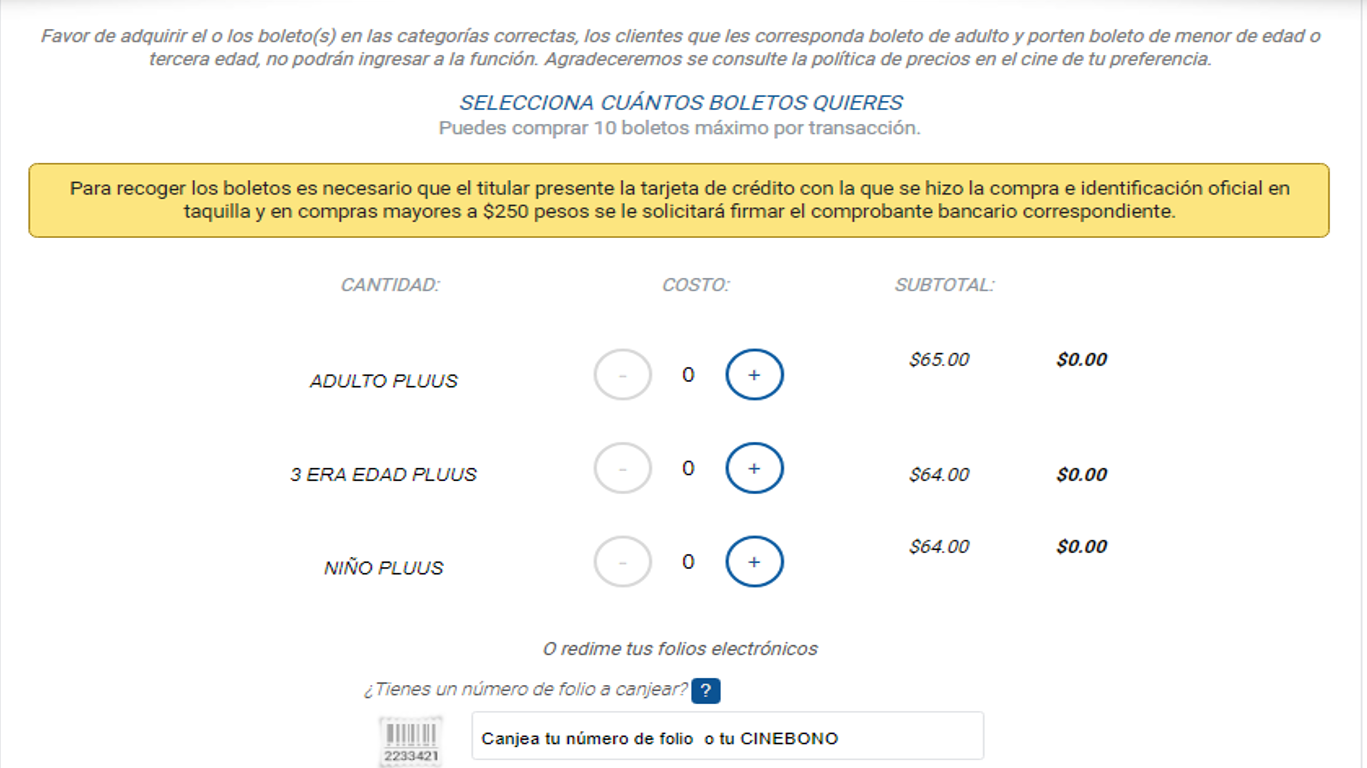 Favor de adquirir el o los boleto(s) en las categorías correctas, los clientes que les corresponda boleto de adulto y porten boleto de menor de edad o
tercera edad, no podrán ingresar a la función. Agradeceremos se consulte la política de precios en el cine de tu preferencia.
SELECCIONA CUÁNTOS BOLETOS QUIERES
Puedes comprar 10 boletos máximo por transacción.
Para recoger los boletos es necesario que el titular presente la tarjeta de crédito con la que se hizo la compra e identificación oficial en
taquilla y en compras mayores a $250 pesos se le solicitará firmar el comprobante bancario correspondiente.
CANTIDAD: COSTO: SUBTOTAL:
ADULTO PLUUS - 0 + $65.00 $0.00
3 ERA EDAD PLUUS - 0 + $64.00 $0.00
NIÑO PLUUS - 0 + $64.00 $0.00
O redime tus folios electrónicos
¿Tienes un número de folio a canjear? ?
Canjea tu número de folio o tu CINEBONO
2233421